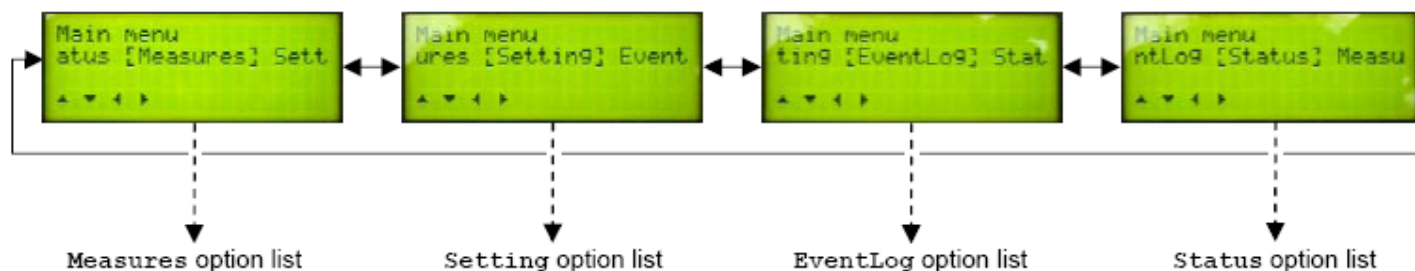 Main menu
atus [Measures] Sett
Main menu
ures [Setting] Event
Main menu
ting [EventLog] Stat
Main menu
ntLog [Status] Measu
Measures option list
Setting option list
EventLog option list
Status option list